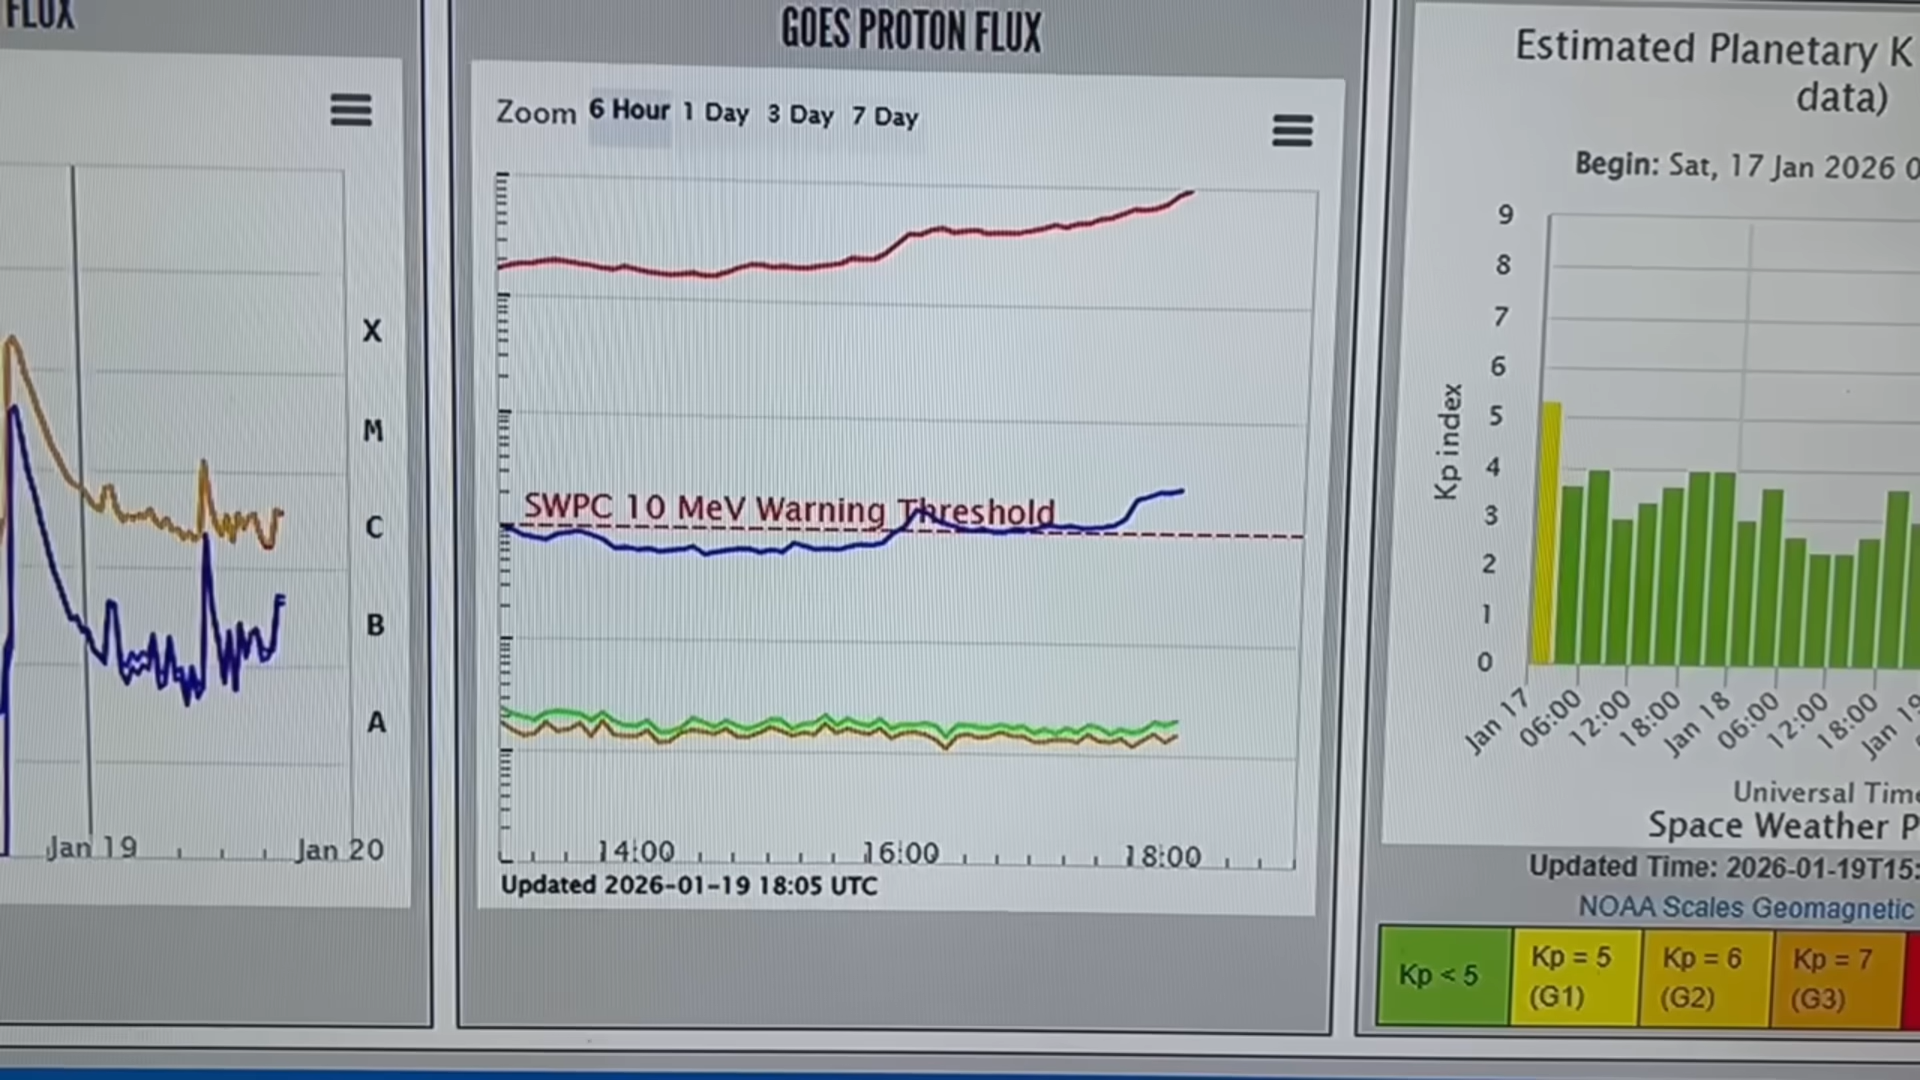 FLUX
X
M
C
B
A
Jan 19
Jan 20
GOES PROTON FLUX
Zoom 6 Hour 1 Day 3 Day 7 Day
SWPC 10 MeV Warning Threshold
14:00
16:00
18:00
Updated 2026-01-19 18:05 UTC
Estimated Planetary K
data)
Begin: Sat, 17 Jan 2026 0
9
8
7
6
5
4
3
2
1
0
Kp index
Jan 17
06:00
12:00
18:00
Jan 18
06:00
12:00
18:00
Jan 19
Universal Time
Space Weather P
Updated Time: 2026-01-19T15:
NOAA Scales Geomagnetic
Kp < 5
Kp = 5
(G1)
Kp = 6
(G2)
Kp = 7
(G3)